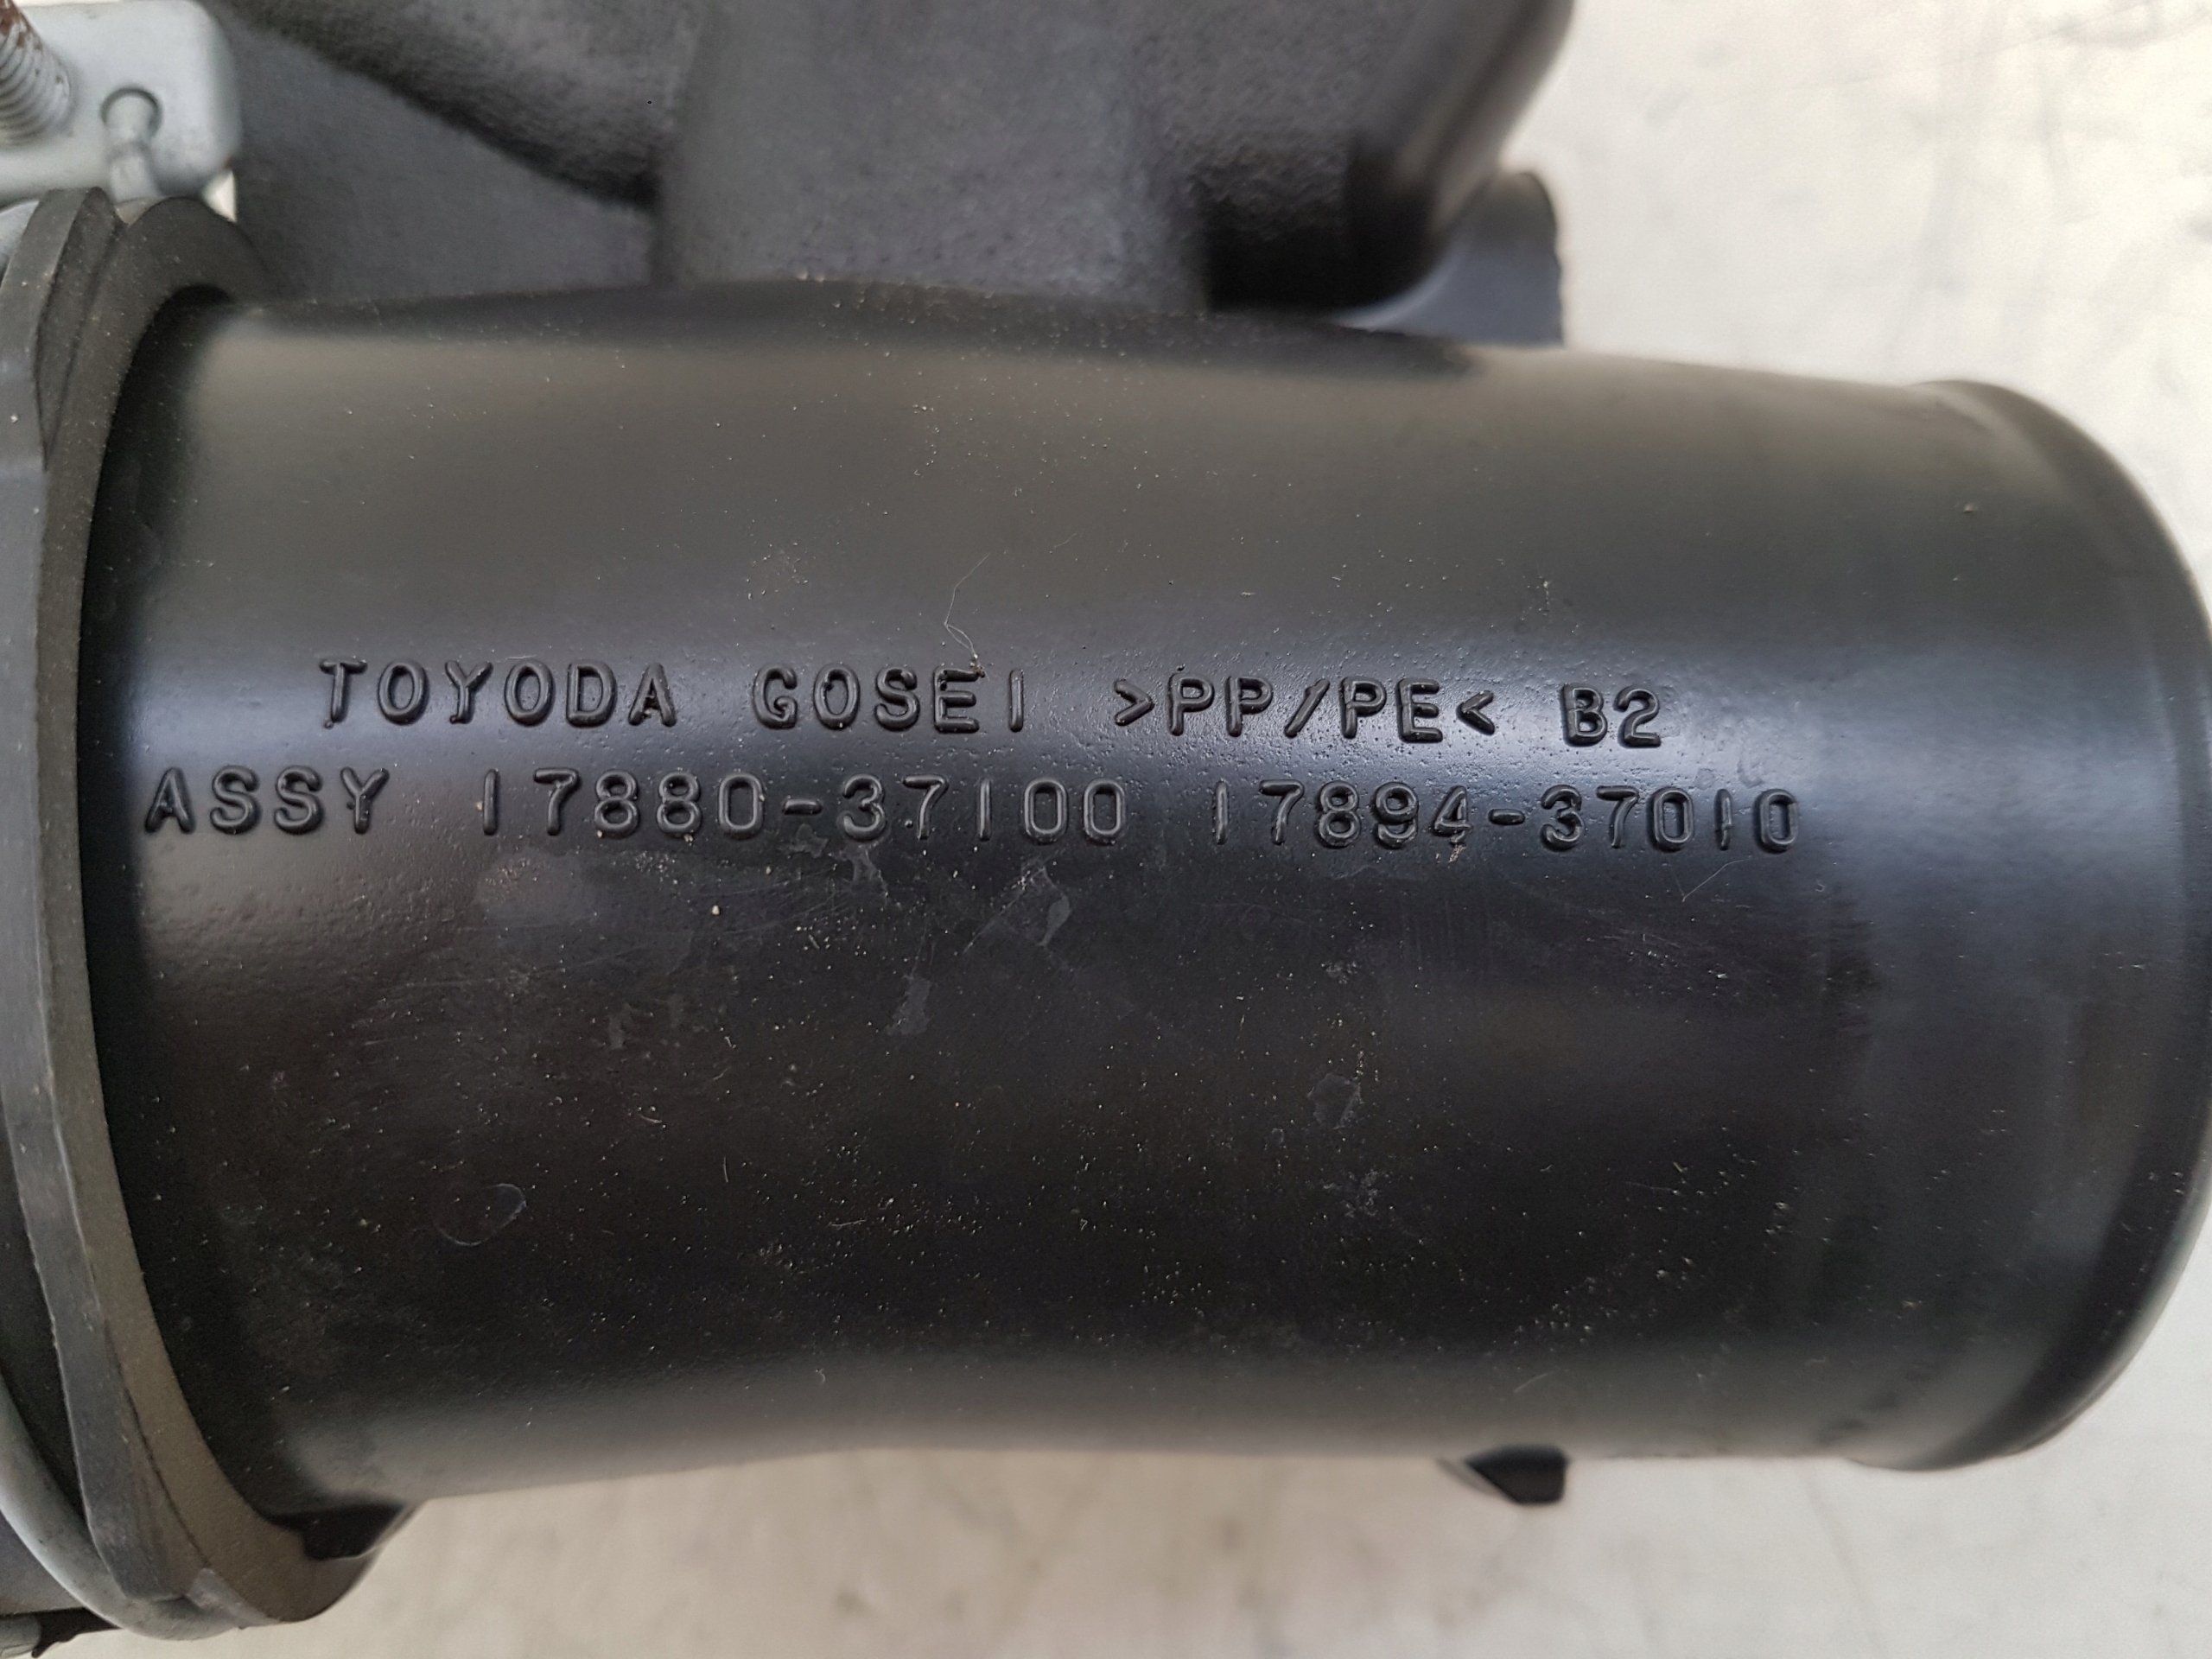 TOYODA GOSEI >PP/PE< B2
ASSY 17880-37100 17894-37010